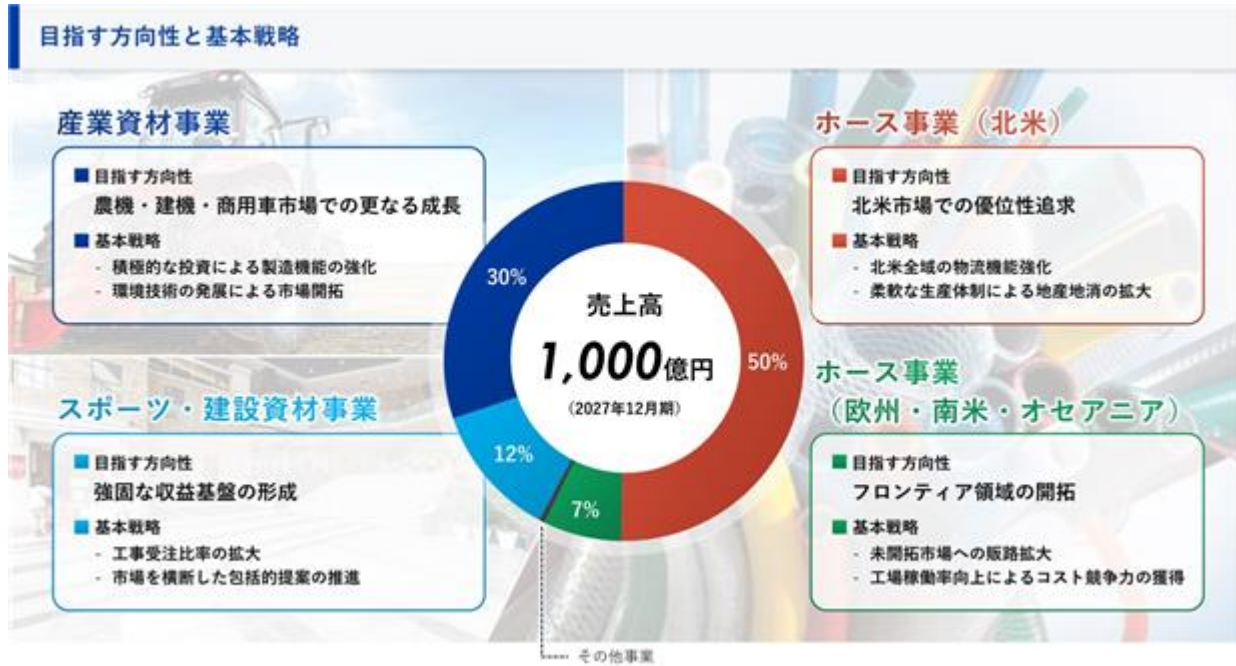 目指す方向性と基本戦略
産業資材事業
■ 目指す方向性
農機・建機・商用車市場での更なる成長
■ 基本戦略
- 積極的な投資による製造機能の強化
- 環境技術の発展による市場開拓
ホース事業（北米）
■ 目指す方向性
北米市場での優位性追求
■ 基本戦略
- 北米全域の物流機能強化
- 柔軟な生産体制による地産地消の拡大
30%
50%
12%
7%
売上高
1,000億円
（2027年12月期）
スポーツ・建設資材事業
■ 目指す方向性
強固な収益基盤の形成
■ 基本戦略
- 工事受注比率の拡大
- 市場を横断した包括的提案の推進
ホース事業
（欧州・南米・オセアニア）
■ 目指す方向性
フロンティア領域の開拓
■ 基本戦略
- 未開拓市場への販路拡大
- 工場稼働率向上によるコスト競争力の獲得
その他事業